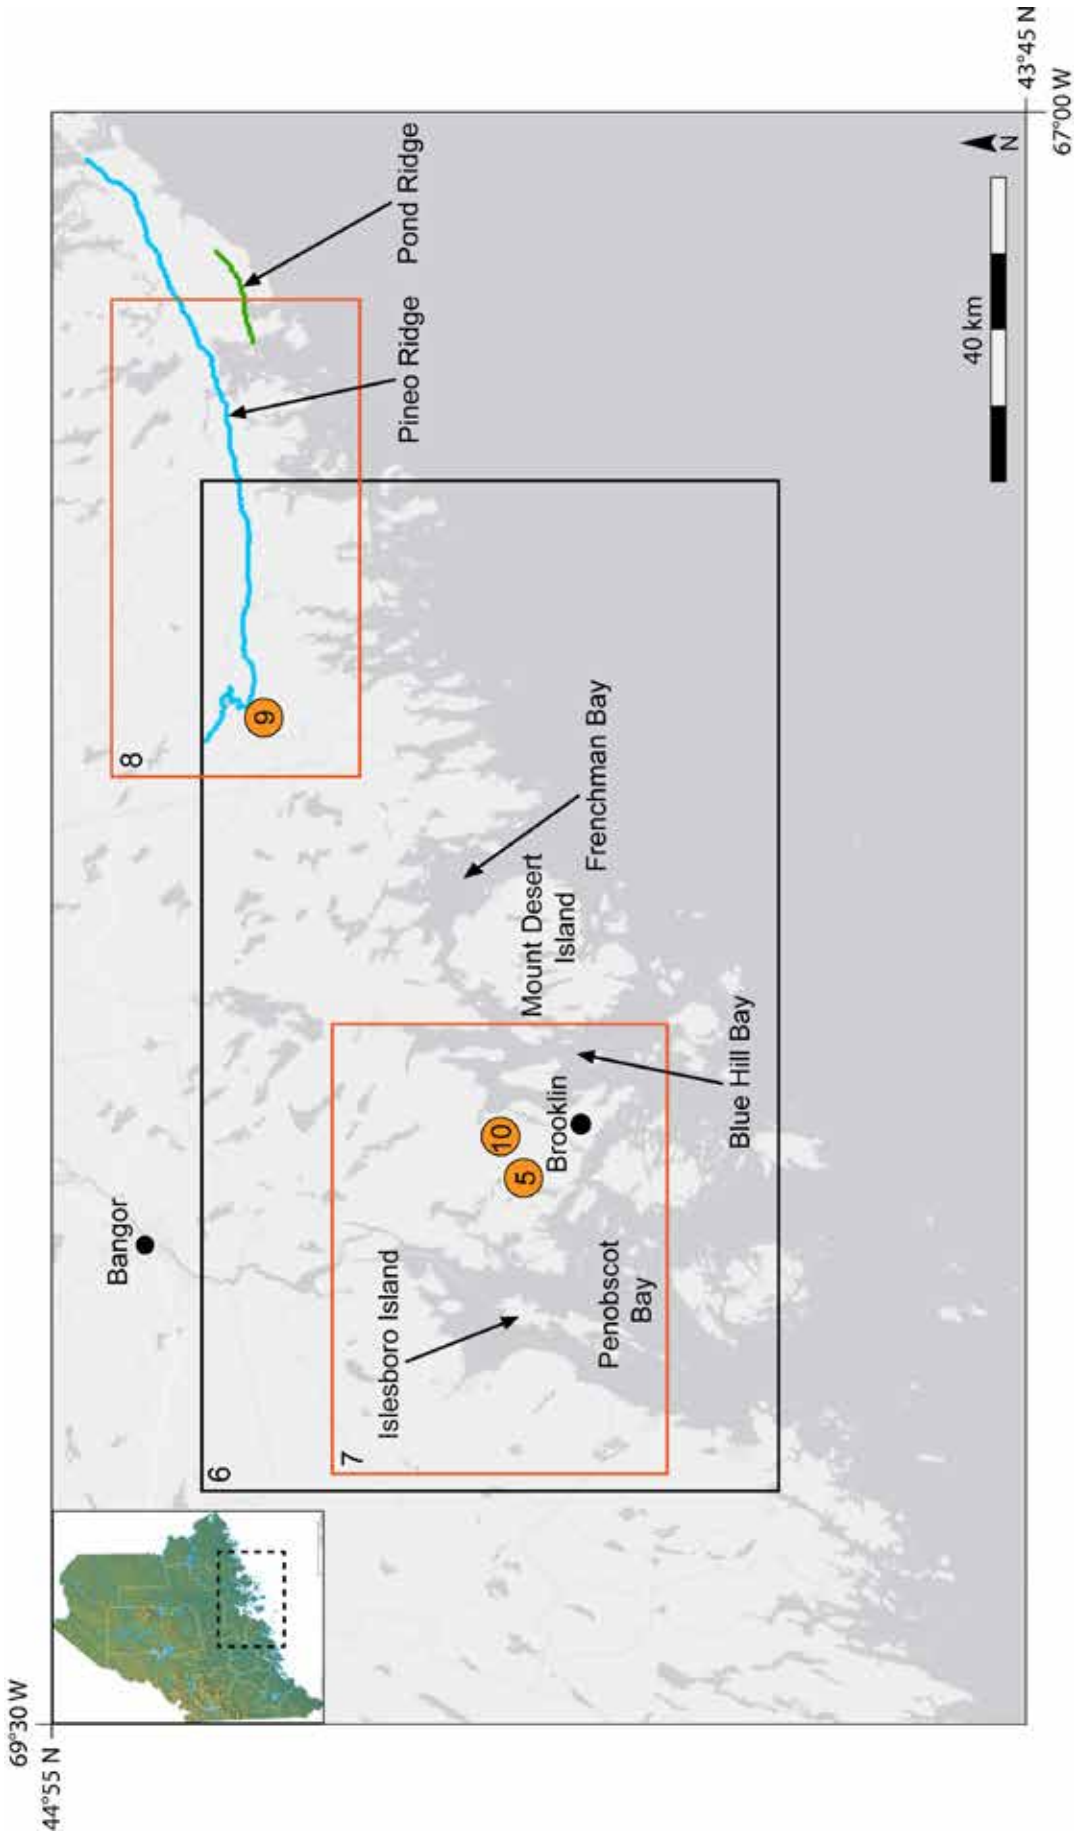 69°30 W
44°55 N
Bangor
8
Pineo Ridge
Pond Ridge
9
6
Islesboro Island
7
10
5
Brooklin
Mount Desert
Island
Frenchman Bay
Penobscot
Bay
Blue Hill Bay
40 km
N
43°45 N
67°00 W